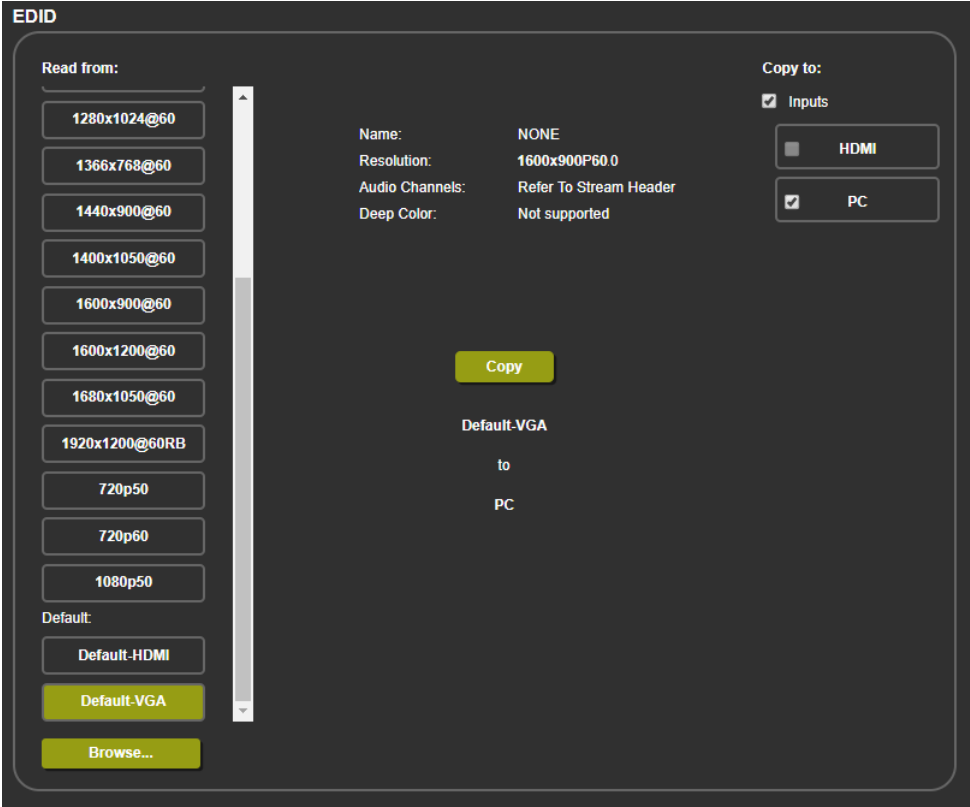 EDID
Read from:
1280x1024@60
1366x768@60
1440x900@60
1400x1050@60
1600x900@60
1600x1200@60
1680x1050@60
1920x1200@60RB
720p50
720p60
1080p50
Default:
Default-HDMI
Default-VGA
Browse...
Name: NONE
Resolution: 1600x900P60.0
Audio Channels: Refer To Stream Header
Deep Color: Not supported
Copy
Default-VGA
to
PC
Copy to:
Inputs
HDMI
PC